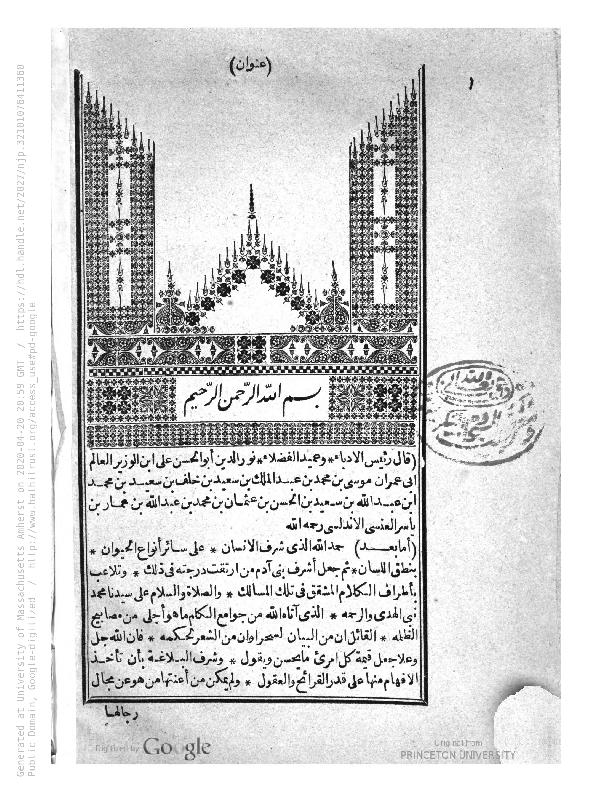 (عنوان)
١
بسم الله الرحمن الرحيم
(قال رئيس الادباء * وعميد الفضلاء * نور الدين أبو الحسن على ابن الوزير العالم
ابى عمران موسى بن محمد بن عبد الملك بن سعيد بن خلف بن سعيد بن محمد
ابن عبد الله بن سعيد بن الحسن بن عثمان بن محمد بن عبد الله بن عمار بن
ياسر العنسى الاندلسى رحمه الله
(أما بعد) حمد الله الذى شرف الانسان * على سائر أنواع الحيوان *
بنطق اللسان * ثم جعل أشرف بنى آدم من ارتقت درجته فى ذلك * وتلاعب
بأطراف الكلام المشقق فى تلك المسالك * والصلاة والسلام على سيدنا محمد
نبى الهدى والرحمه * الذى آتاه الله من جوامع الكلم ما هو أجلى من مصابيح
الظلمه * القائل ان من البيان لسحرا وان من الشعر لحكمه * فان الله جل
وعلا جعل قيمة كل امرئ ما يحسن ويقول * وشرف البلاغة بأن تأخذ
الافهام منها على قدر القرائح والعقول * ولم يمكن من أعنتها من هو عن مجالى
رجالها
Generated at University of Massachusetts Amherst on 2020-04-20 20:59 GMT / https://hdl.handle.net/2027/njp.32101076411360
Public Domain, Google-digitized / http://www.hathitrust.org/access_use#pd-google
Digitized by Google
Original from
PRINCETON UNIVERSITY